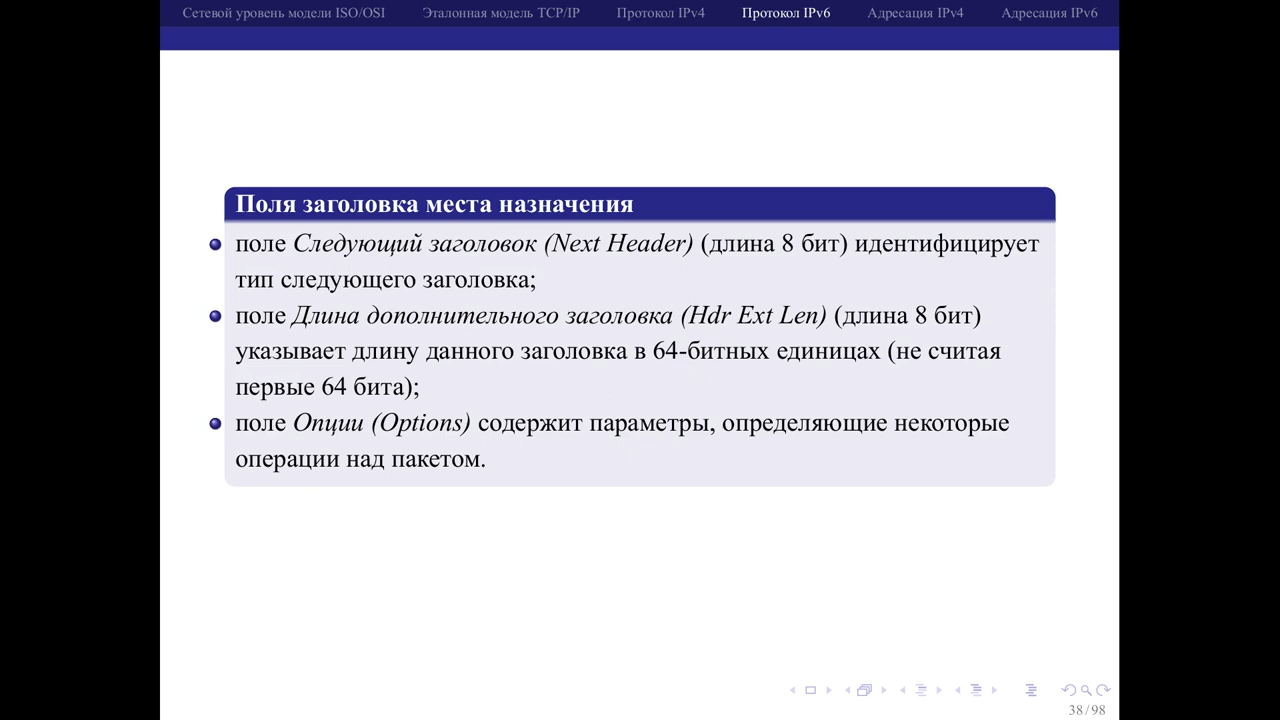 Сетевой уровень модели ISO/OSI Эталонная модель TCP/IP Протокол IPv4 Протокол IPv6 Адресация IPv4 Адресация IPv6
Поля заголовка места назначения
поле Следующий заголовок (Next Header) (длина 8 бит) идентифицирует
тип следующего заголовка;
поле Длина дополнительного заголовка (Hdr Ext Len) (длина 8 бит)
указывает длину данного заголовка в 64-битных единицах (не считая
первые 64 бита);
поле Опции (Options) содержит параметры, определяющие некоторые
операции над пакетом.
38 / 98